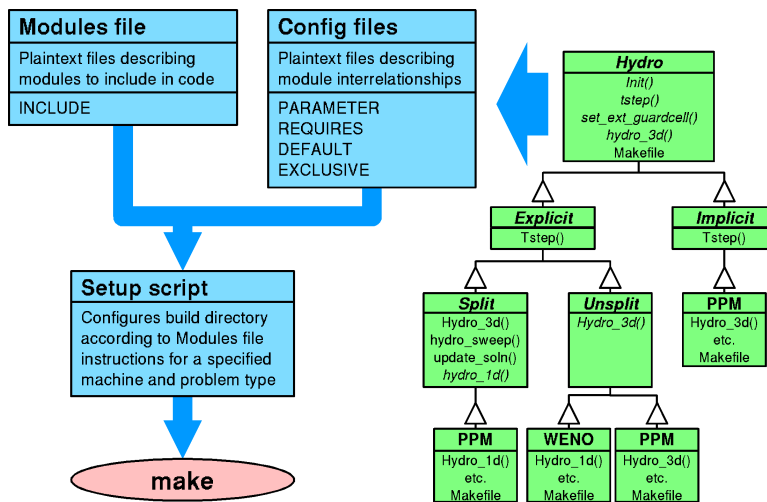 Modules file
Plaintext files describing
modules to include in code
INCLUDE
Config files
Plaintext files describing
module interrelationships
PARAMETER
REQUIRES
DEFAULT
EXCLUSIVE
Setup script
Configures build directory
according to Modules file
instructions for a specified
machine and problem type
make
Hydro
Init()
tstep()
set_ext_guardcell()
hydro_3d()
Makefile
Explicit
Tstep()
Implicit
Tstep()
Split
Hydro_3d()
hydro_sweep()
update_soln()
hydro_1d()
Unsplit
Hydro_3d()
PPM
Hydro_3d()
etc.
Makefile
PPM
Hydro_1d()
etc.
Makefile
WENO
Hydro_1d()
etc.
Makefile
PPM
Hydro_3d()
etc.
Makefile